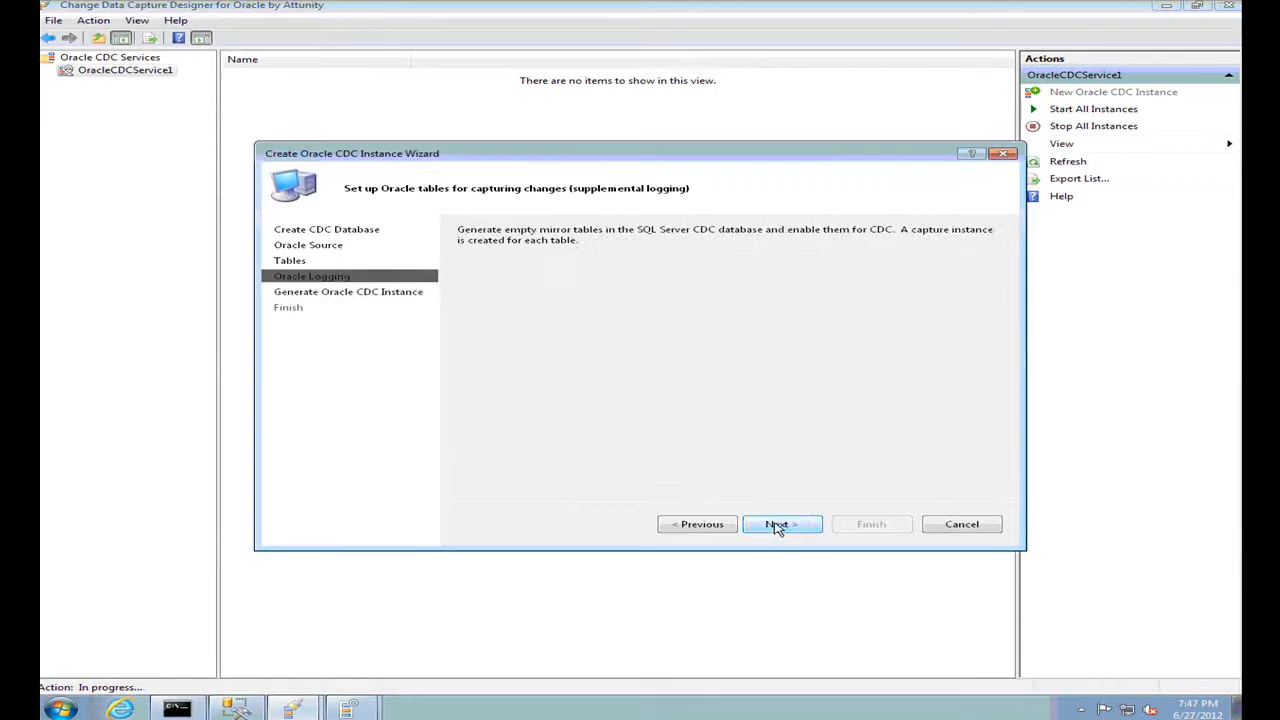 Change Data Capture Designer for Oracle by Attunity
File Action View Help
Oracle CDC Services
OracleCDCService1
Name
There are no items to show in this view.
Actions
OracleCDCService1
New Oracle CDC Instance
Start All Instances
Stop All Instances
View
Refresh
Export List...
Help
Create Oracle CDC Instance Wizard
Set up Oracle tables for capturing changes (supplemental logging)
Create CDC Database
Oracle Source
Tables
Oracle Logging
Generate Oracle CDC Instance
Finish
Generate empty mirror tables in the SQL Server CDC database and enable them for CDC. A capture instance
is created for each table.
< Previous
Next >
Finish
Cancel
Action: In progress...
7:47 PM
6/27/2012